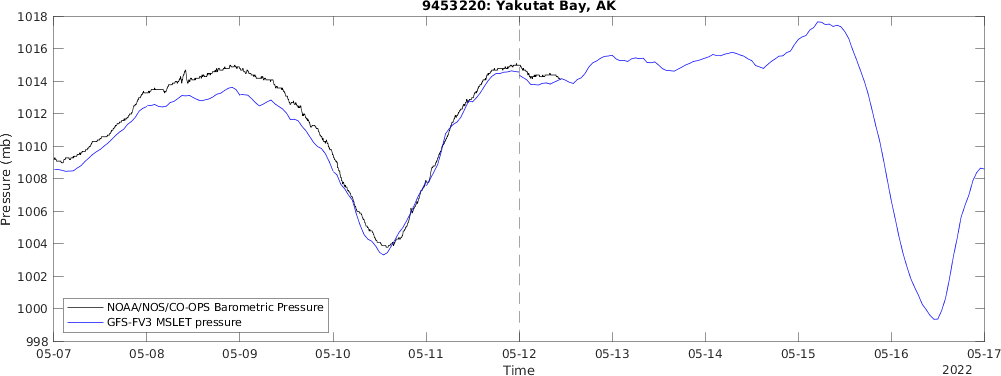 9453220: Yakutat Bay, AK
Pressure (mb)
1018
1016
1014
1012
1010
1008
1006
1004
1002
1000
998
NOAA/NOS/CO-OPS Barometric Pressure
GFS-FV3 MSLET pressure
05-07 05-08 05-09 05-10 05-11 05-12 05-13 05-14 05-15 05-16 05-17
Time
2022